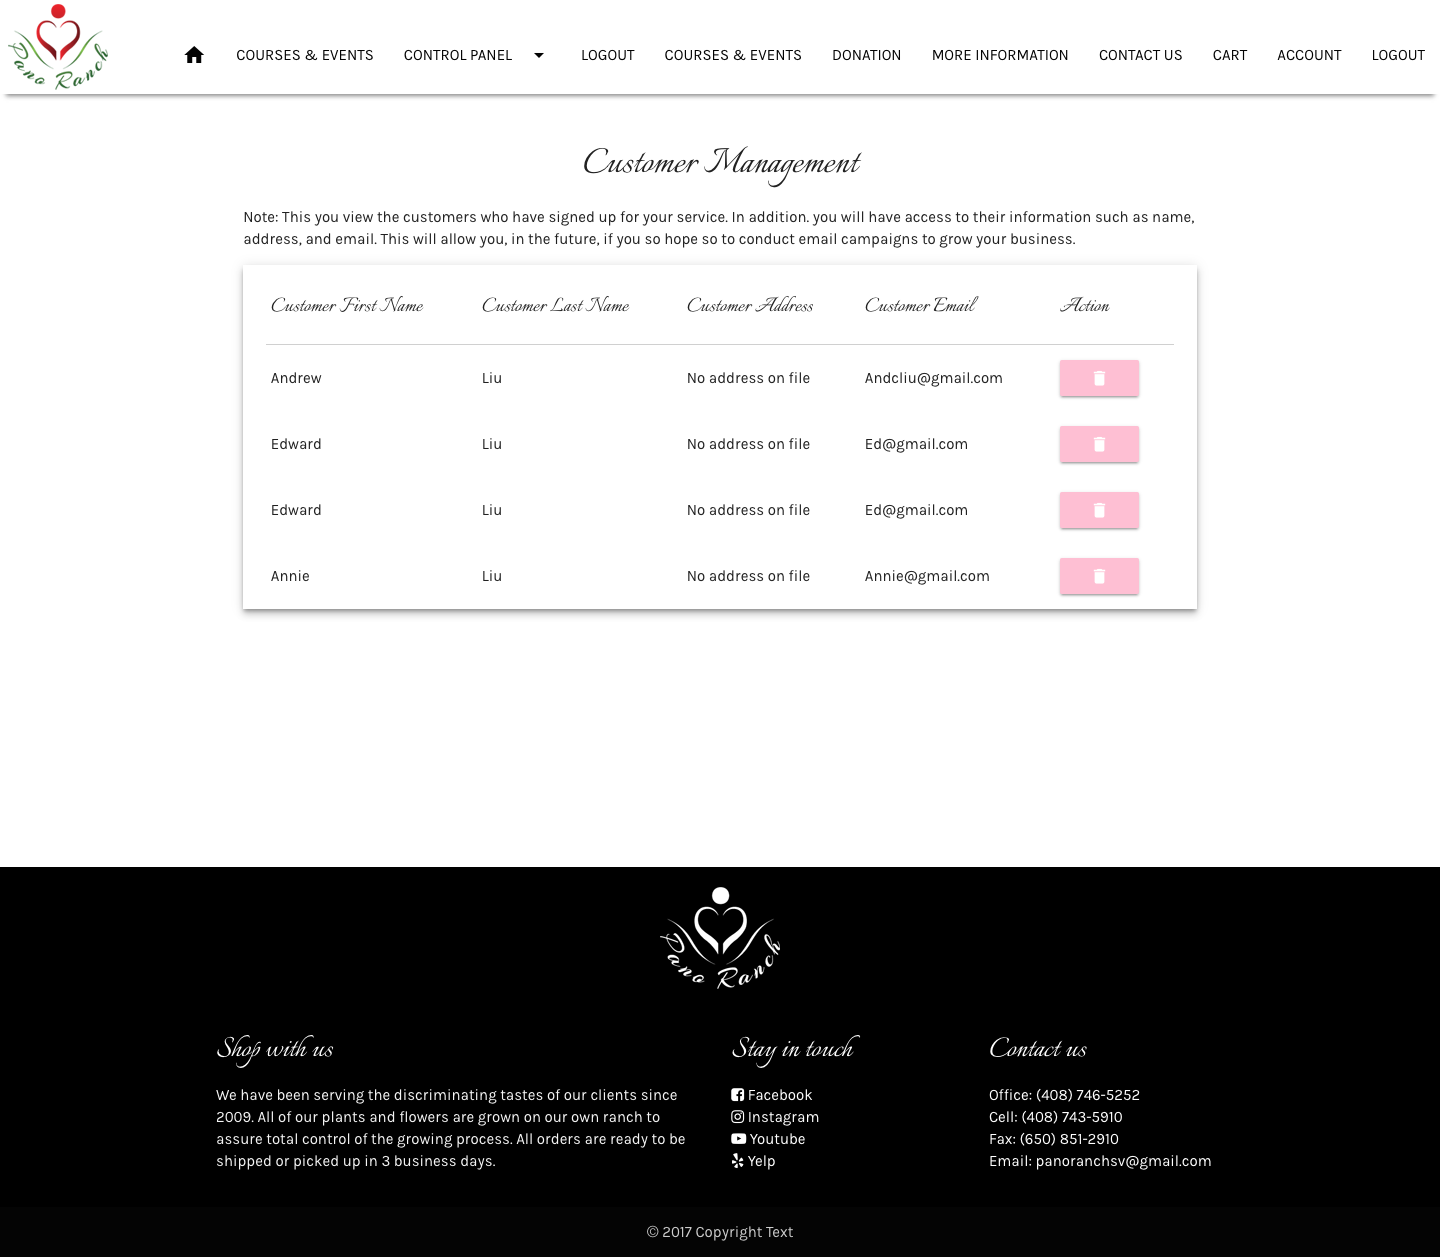 Pano Ranch
COURSES & EVENTS CONTROL PANEL LOGOUT COURSES & EVENTS DONATION MORE INFORMATION CONTACT US CART ACCOUNT LOGOUT
Customer Management
Note: This you view the customers who have signed up for your service. In addition. you will have access to their information such as name,
address, and email. This will allow you, in the future, if you so hope so to conduct email campaigns to grow your business.
Customer First Name Customer Last Name Customer Address Customer Email Action
Andrew Liu No address on file Andcliu@gmail.com
Edward Liu No address on file Ed@gmail.com
Edward Liu No address on file Ed@gmail.com
Annie Liu No address on file Annie@gmail.com
Pano Ranch
Shop with us
We have been serving the discriminating tastes of our clients since
2009. All of our plants and flowers are grown on our own ranch to
assure total control of the growing process. All orders are ready to be
shipped or picked up in 3 business days.
Stay in touch
Facebook
Instagram
Youtube
Yelp
Contact us
Office: (408) 746-5252
Cell: (408) 743-5910
Fax: (650) 851-2910
Email: panoranchsv@gmail.com
© 2017 Copyright Text